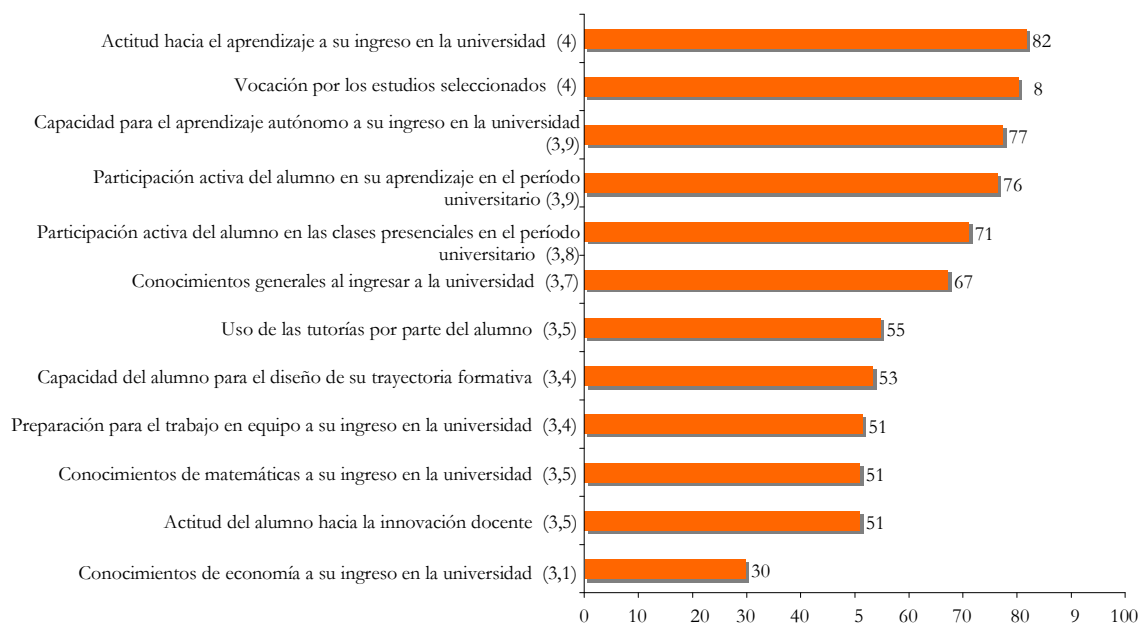 Actitud hacia el aprendizaje a su ingreso en la universidad (4) 82
Vocación por los estudios seleccionados (4) 8
Capacidad para el aprendizaje autónomo a su ingreso en la universidad
(3,9) 77
Participación activa del alumno en su aprendizaje en el período
universitario (3,9) 76
Participación activa del alumno en las clases presenciales en el período
universitario (3,8) 71
Conocimientos generales al ingresar a la universidad (3,7) 67
Uso de las tutorías por parte del alumno (3,5) 55
Capacidad del alumno para el diseño de su trayectoria formativa (3,4) 53
Preparación para el trabajo en equipo a su ingreso en la universidad (3,4) 51
Conocimientos de matemáticas a su ingreso en la universidad (3,5) 51
Actitud del alumno hacia la innovación docente (3,5) 51
Conocimientos de economía a su ingreso en la universidad (3,1) 30
0 10 20 30 40 5 60 70 80 9 100